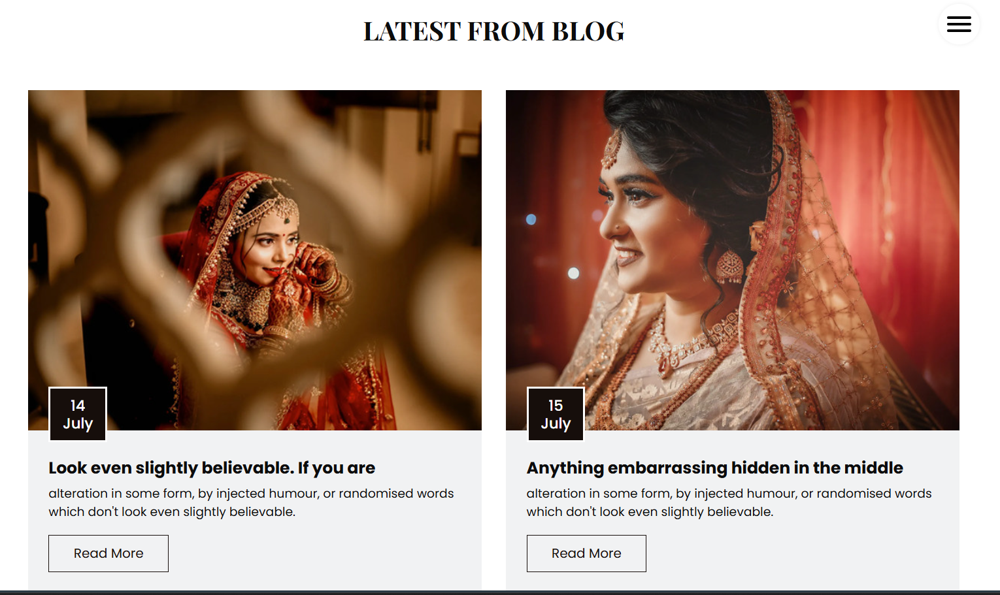 LATEST FROM BLOG
14
July
Look even slightly believable. If you are
alteration in some form, by injected humour, or randomised words
which don't look even slightly believable.
Read More
15
July
Anything embarrassing hidden in the middle
alteration in some form, by injected humour, or randomised words
which don't look even slightly believable.
Read More